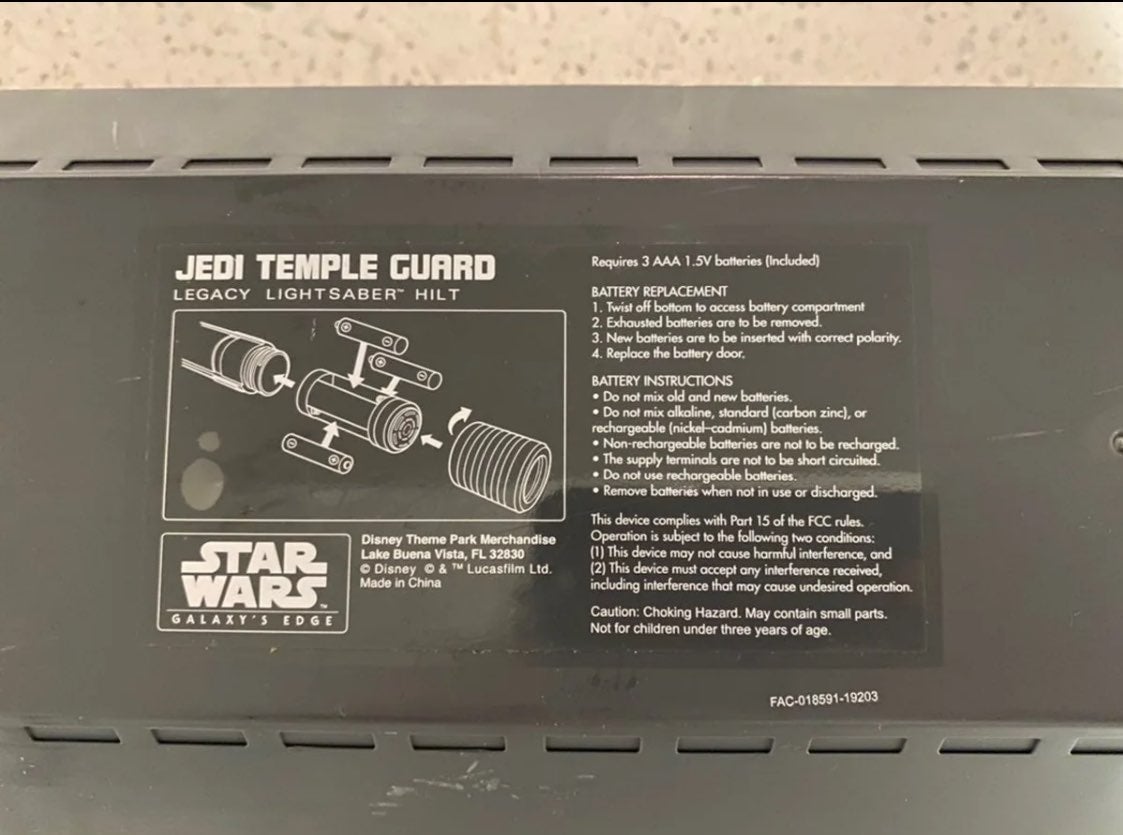 JEDI TEMPLE GUARD
LEGACY LIGHTSABER™ HILT
STAR
WARS™
GALAXY'S EDGE
Disney Theme Park Merchandise
Lake Buena Vista, FL 32830
© Disney © & ™ Lucasfilm Ltd.
Made in China
Requires 3 AAA 1.5V batteries (Included)
BATTERY REPLACEMENT
1. Twist off bottom to access battery compartment
2. Exhausted batteries are to be removed.
3. New batteries are to be inserted with correct polarity.
4. Replace the battery door.
BATTERY INSTRUCTIONS
• Do not mix old and new batteries.
• Do not mix alkaline, standard (carbon zinc), or
rechargeable (nickel-cadmium) batteries.
• Non-rechargeable batteries are not to be recharged.
• The supply terminals are not to be short circuited.
• Do not use rechargeable batteries.
• Remove batteries when not in use or discharged.
This device complies with Part 15 of the FCC rules.
Operation is subject to the following two conditions:
(1) This device may not cause harmful interference, and
(2) This device must accept any interference received,
including interference that may cause undesired operation.
Caution: Choking Hazard. May contain small parts.
Not for children under three years of age.
FAC-018591-19203